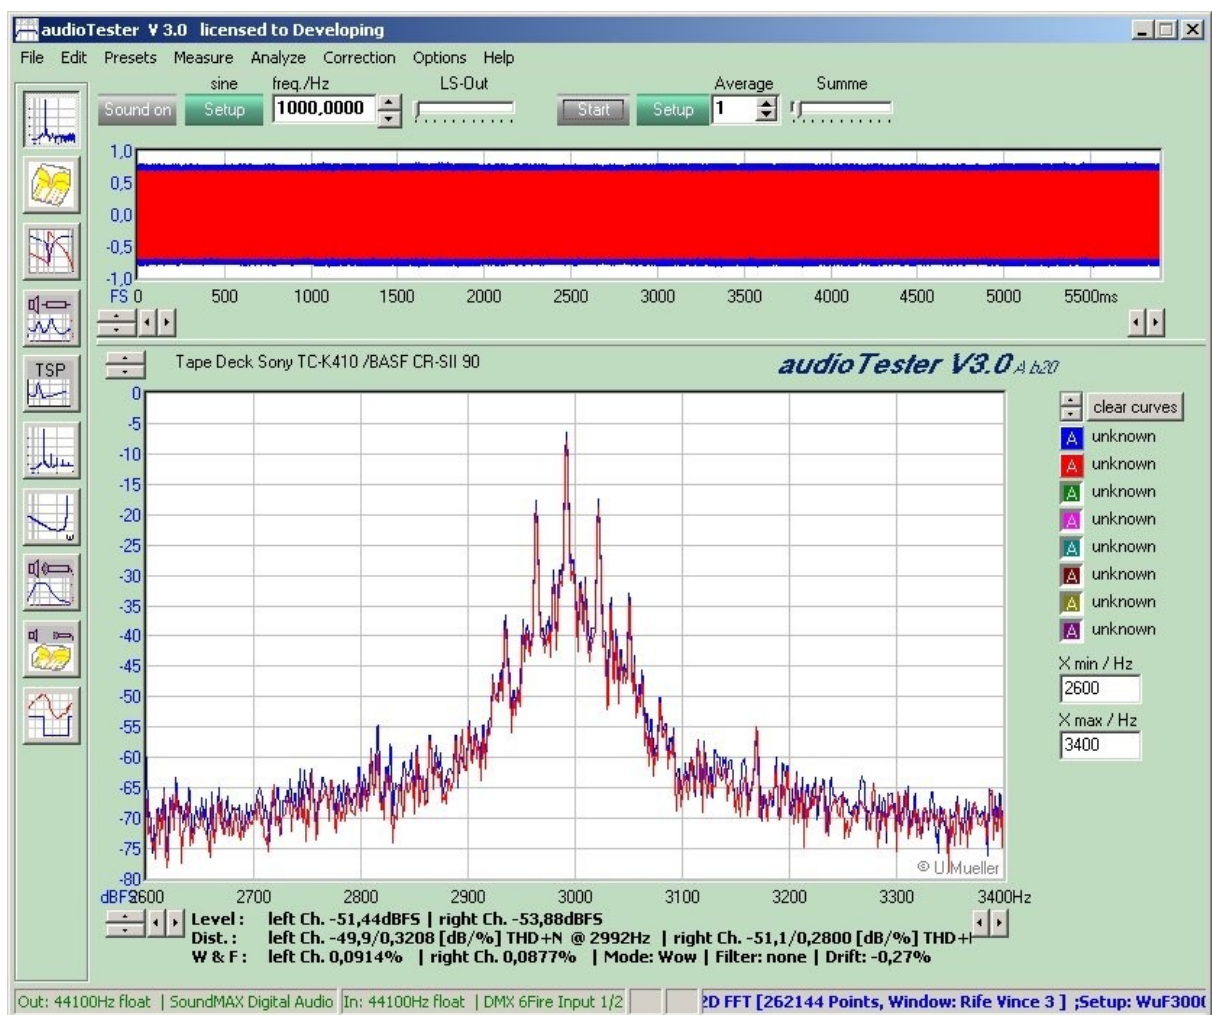 audioTester V 3.0 licensed to Developing
File Edit Presets Measure Analyze Correction Options Help
sine freq./Hz LS-Out Average Summe
Sound on Setup 1000,0000 Start Setup 1
1,0
0,5
0,0
-0,5
-1,0
FS 0 500 1000 1500 2000 2500 3000 3500 4000 4500 5000 5500ms
TSP
Tape Deck Sony TC-K410 /BASF CR-SII 90
audioTester V3.0 A b20
0
-5
-10
-15
-20
-25
-30
-35
-40
-45
-50
-55
-60
-65
-70
-75
-80
clear curves
A unknown
A unknown
A unknown
A unknown
A unknown
A unknown
A unknown
A unknown
X min / Hz
2600
X max / Hz
3400
© U.Mueller
dBFS 2600 2700 2800 2900 3000 3100 3200 3300 3400Hz
Level : left Ch. -51,44dBFS | right Ch. -53,88dBFS
Dist. : left Ch. -49,9/0,3208 [dB/%] THD+N @ 2992Hz | right Ch. -51,1/0,2800 [dB/%] THD+
W & F : left Ch. 0,0914% | right Ch. 0,0877% | Mode: Wow | Filter: none | Drift: -0,27%
Out: 44100Hz float | SoundMAX Digital Audio In: 44100Hz float | DMX 6Fire Input 1/2 2D FFT [262144 Points, Window: Rife Vince 3 ] ;Setup: WuF300